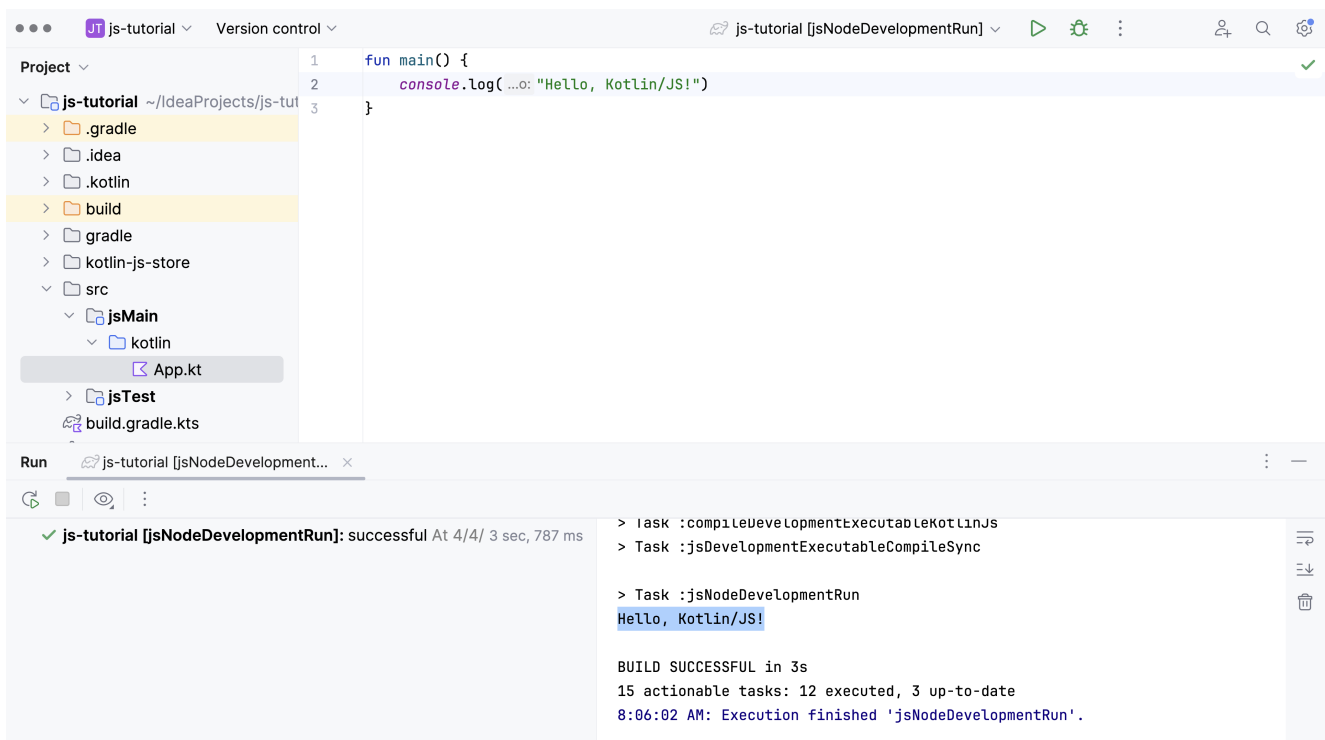 JT js-tutorial
Version control
js-tutorial [jsNodeDevelopmentRun]
Project
js-tutorial ~/IdeaProjects/js-tut
.gradle
.idea
.kotlin
build
gradle
kotlin-js-store
src
jsMain
kotlin
App.kt
jsTest
build.gradle.kts
1 fun main() {
2 console.log( ...o: "Hello, Kotlin/JS!")
3 }
Run
js-tutorial [jsNodeDevelopment...
js-tutorial [jsNodeDevelopmentRun]: successful At 4/4/ 3 sec, 787 ms
> Task :compileDevelopmentExecutableKotlinJs
> Task :jsDevelopmentExecutableCompileSync
> Task :jsNodeDevelopmentRun
Hello, Kotlin/JS!
BUILD SUCCESSFUL in 3s
15 actionable tasks: 12 executed, 3 up-to-date
8:06:02 AM: Execution finished 'jsNodeDevelopmentRun'.